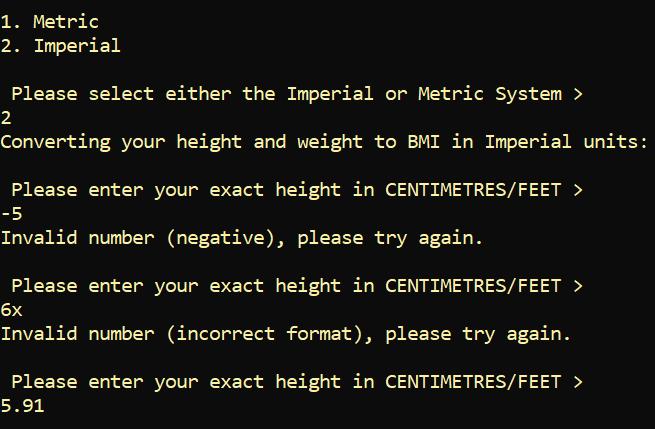 1. Metric
2. Imperial
Please select either the Imperial or Metric System >
2
Converting your height and weight to BMI in Imperial units:
Please enter your exact height in CENTIMETRES/FEET >
-5
Invalid number (negative), please try again.
Please enter your exact height in CENTIMETRES/FEET >
6x
Invalid number (incorrect format), please try again.
Please enter your exact height in CENTIMETRES/FEET >
5.91